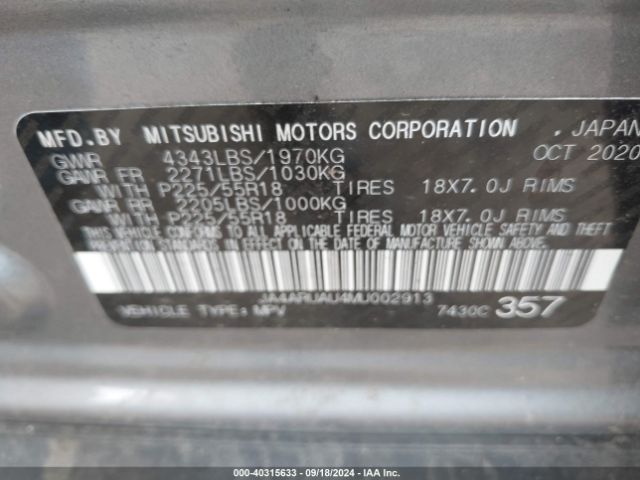 MFD.BY MITSUBISHI MOTORS CORPORATION , JAPAN
GVWR 4343LBS/1970KG OCT 2020
GAWR FR 2271LBS/1030KG
WITH P225/55R18 TIRES 18X7.0J RIMS
GAWR RR 2205LBS/1000KG
WITH P225/55R18 TIRES 18X7.0J RIMS
THIS VEHICLE CONFORMS TO ALL APPLICABLE FEDERAL MOTOR VEHICLE SAFETY AND THEFT
PREVENTION STANDARDS IN EFFECT ON THE DATE OF MANUFACTURE SHOWN ABOVE.
JA4ARUAU4MU002913
VEHICLE TYPE: MPV 7430C 357
000-40315633 - 09/18/2024 - IAA Inc.